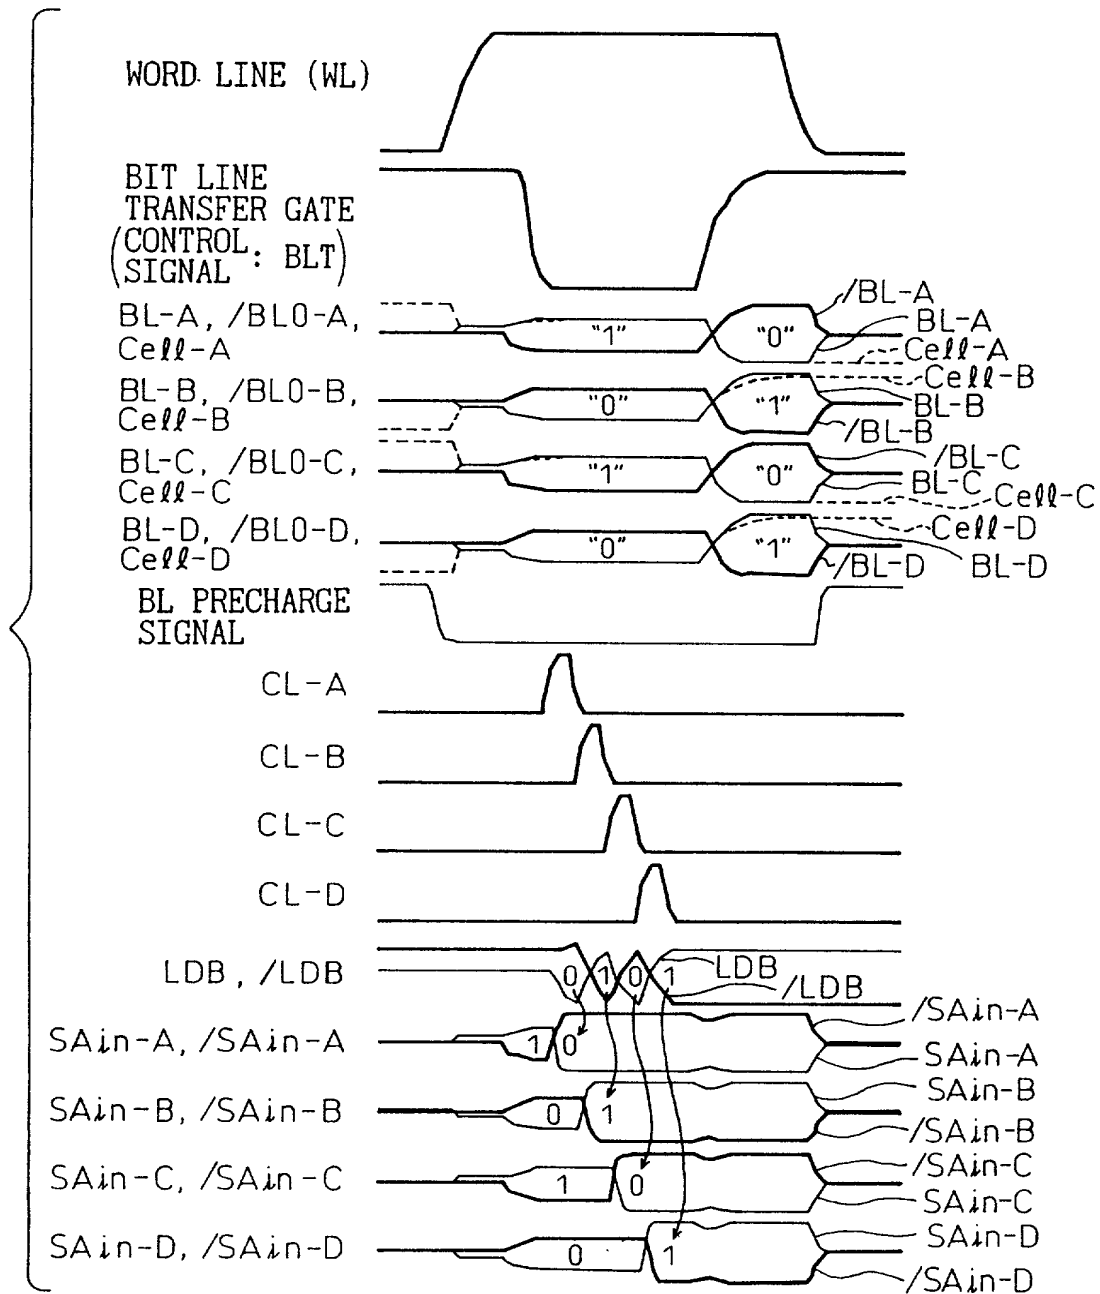 WORD LINE (WL)
BIT LINE
TRANSFER GATE
(CONTROL SIGNAL : BLT)
BL-A, /BL0-A,
Cell-A
"1"
"0"
/BL-A
BL-A
Cell-A
BL-B, /BL0-B,
Cell-B
"0"
"1"
Cell-B
BL-B
/BL-B
BL-C, /BL0-C,
Cell-C
"1"
"0"
/BL-C
BL-C
Cell-C
BL-D, /BL0-D,
Cell-D
"0"
"1"
Cell-D
/BL-D
BL-D
BL PRECHARGE
SIGNAL
CL-A
CL-B
CL-C
CL-D
LDB, /LDB
0 1 0 1
LDB
/LDB
SAin-A, /SAin-A
1 0
/SAin-A
SAin-A
SAin-B, /SAin-B
0 1
SAin-B
/SAin-B
SAin-C, /SAin-C
1 0
/SAin-C
SAin-C
SAin-D, /SAin-D
0 1
SAin-D
/SAin-D